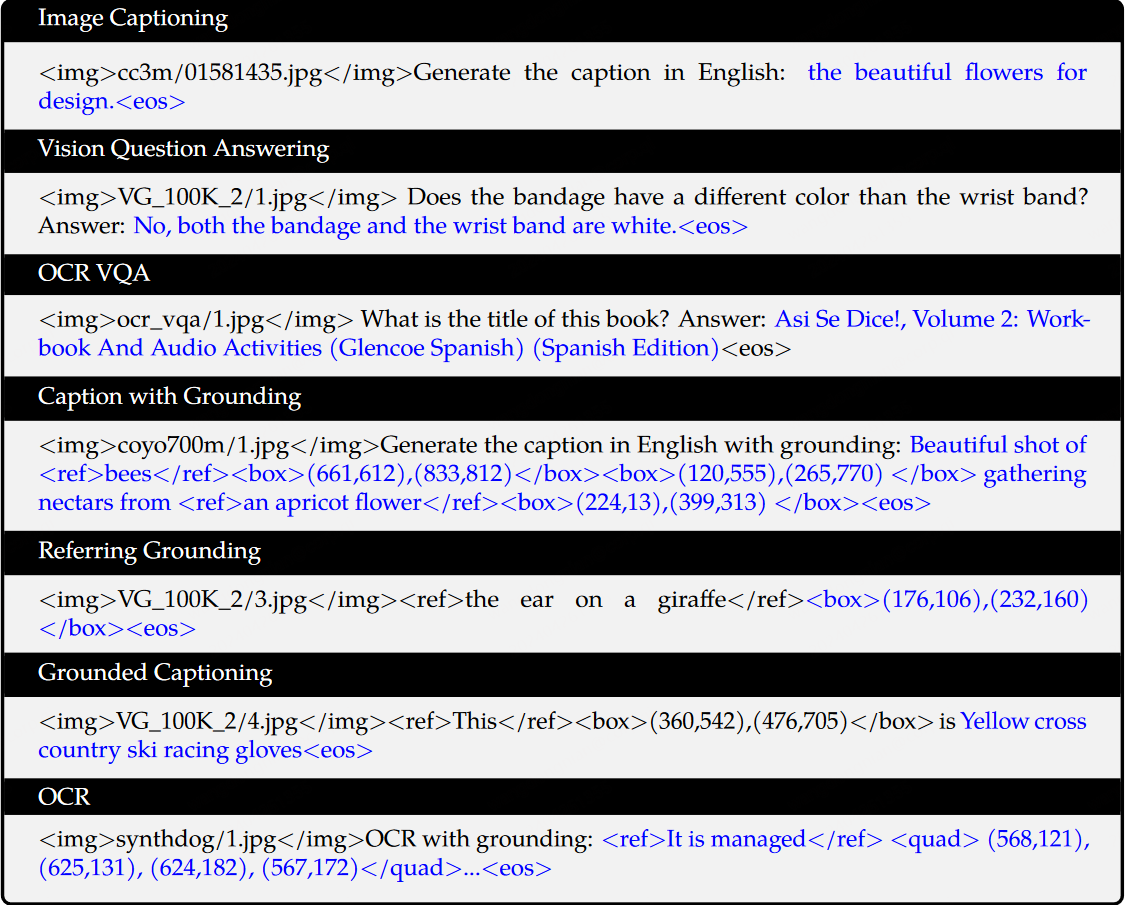 Image Captioning
<img>cc3m/01581435.jpg</img>Generate the caption in English: the beautiful flowers for
design.<eos>
Vision Question Answering
<img>VG_100K_2/1.jpg</img> Does the bandage have a different color than the wrist band?
Answer: No, both the bandage and the wrist band are white.<eos>
OCR VQA
<img>ocr_vqa/1.jpg</img> What is the title of this book? Answer: Asi Se Dice!, Volume 2: Work-
book And Audio Activities (Glencoe Spanish) (Spanish Edition)<eos>
Caption with Grounding
<img>coyo700m/1.jpg</img>Generate the caption in English with grounding: Beautiful shot of
<ref>bees</ref><box>(661,612),(833,812)</box><box>(120,555),(265,770) </box> gathering
nectars from <ref>an apricot flower</ref><box>(224,13),(399,313) </box><eos>
Referring Grounding
<img>VG_100K_2/3.jpg</img><ref>the ear on a giraffe</ref><box>(176,106),(232,160)
</box><eos>
Grounded Captioning
<img>VG_100K_2/4.jpg</img><ref>This</ref><box>(360,542),(476,705)</box> is Yellow cross
country ski racing gloves<eos>
OCR
<img>synthdog/1.jpg</img>OCR with grounding: <ref>It is managed</ref> <quad> (568,121),
(625,131), (624,182), (567,172)</quad>...<eos>